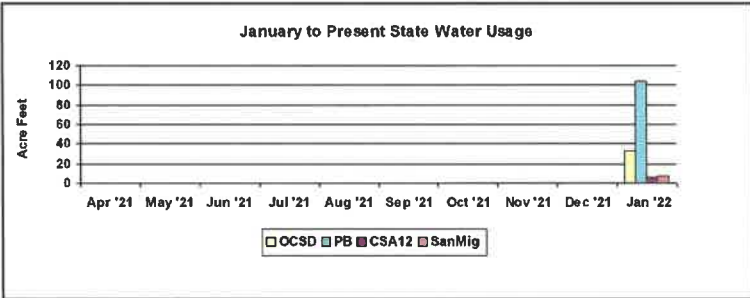 January to Present State Water Usage
Acre Feet
120
100
80
60
40
20
0
Apr '21 May '21 Jun '21 Jul '21 Aug '21 Sep '21 Oct '21 Nov '21 Dec '21 Jan '22
OCSD PB CSA12 SanMig